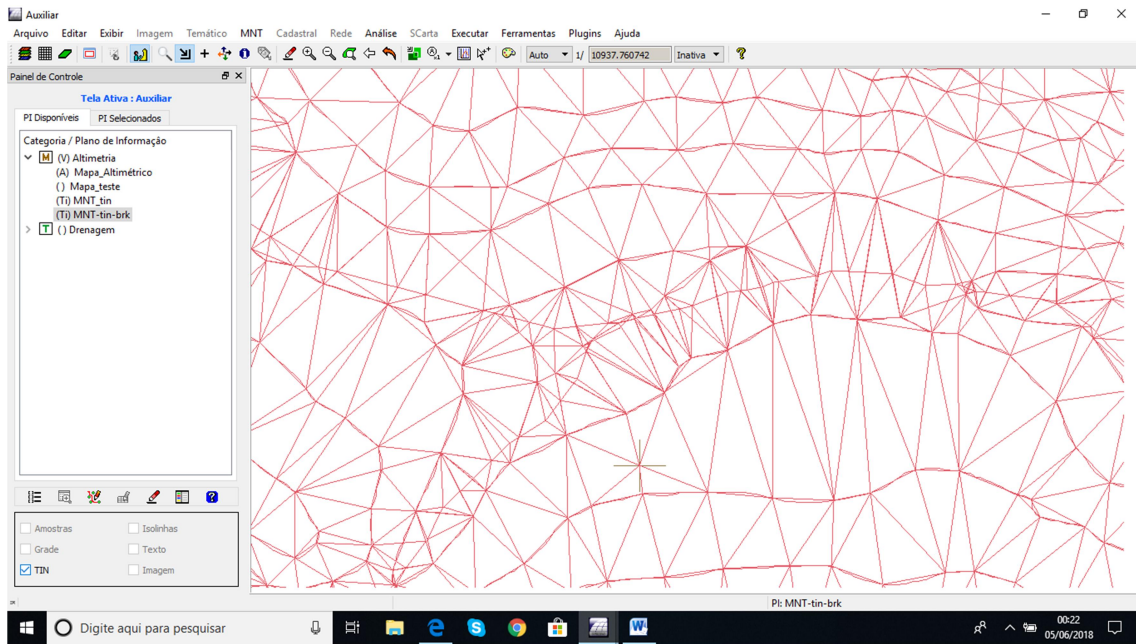 Auxiliar
Arquivo Editar Exibir Imagem Temático MNT Cadastral Rede Análise SCarta Executar Ferramentas Plugins Ajuda
Auto 1/ 10937.760742 Inativa
Painel de Controle
Tela Ativa : Auxiliar
PI Disponíveis PI Selecionados
Categoria / Plano de Informação
M (V) Altimetria
(A) Mapa_Altimétrico
( ) Mapa_teste
(Ti) MNT_tin
(Ti) MNT-tin-brk
T ( ) Drenagem
Amostras Isolinhas
Grade Texto
TIN Imagem
PI: MNT-tin-brk
Digite aqui para pesquisar
00:22
05/06/2018